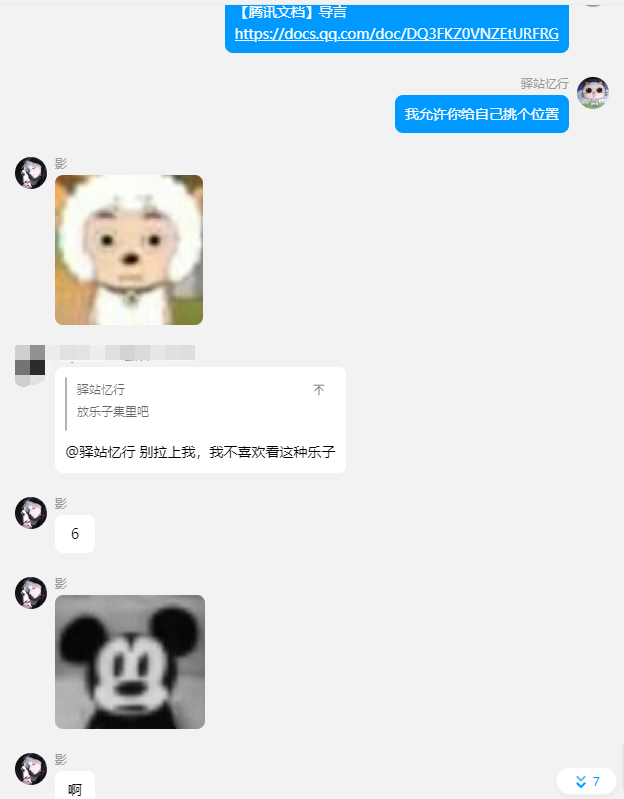 【腾讯文档】导言
https://docs.qq.com/doc/DQ3FKZ0VNZEtURFRG
驿站忆行
我允许你给自己挑个位置
影
驿站忆行
放乐子集里吧
@驿站忆行 别拉上我，我不喜欢看这种乐子
影
6
影
影
啊
7